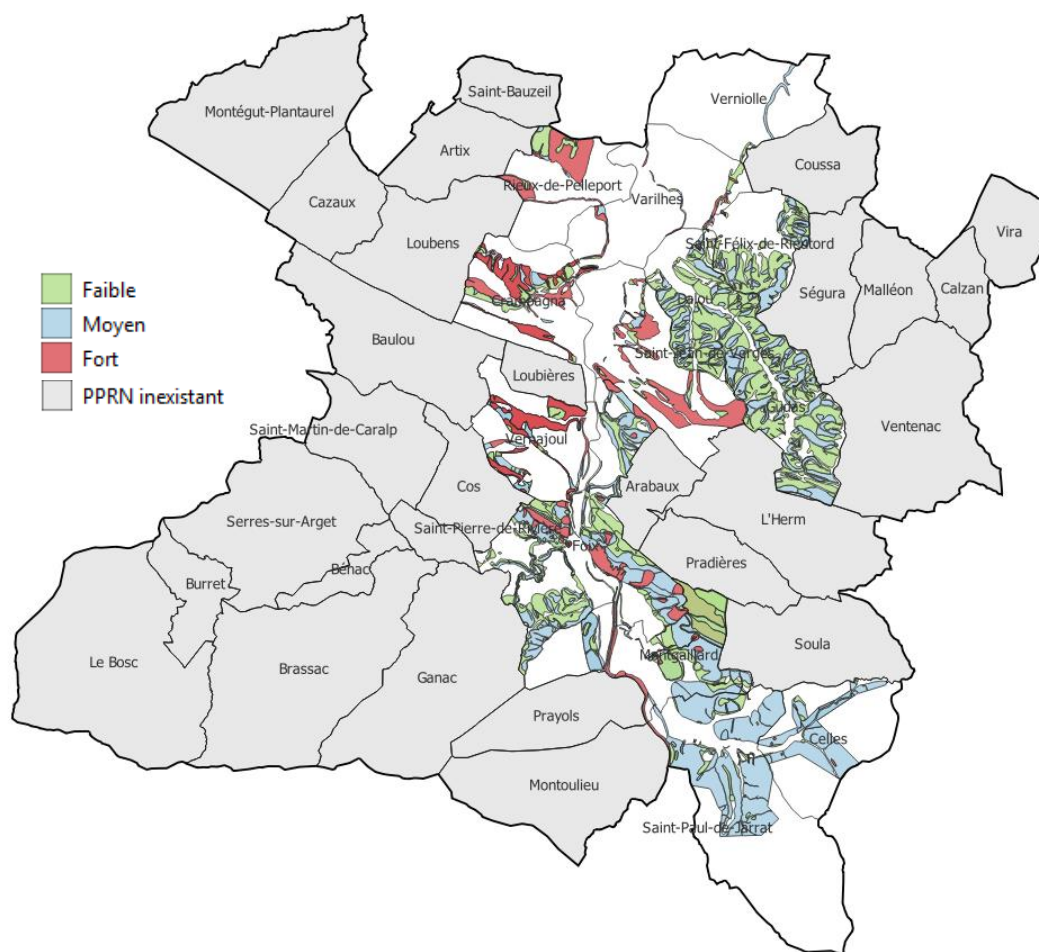 Saint-Bauzeil
Verniolle
Montégut-Plantaurel
Artix
Coussa
Rieux-de-Pelleport
Cazaux
Varilhes
Vira
Loubens
Saint-Félix-de-Rieutord
Faible
Ségura
Malléon
Calzan
Crampagna
Dalou
Moyen
Baulou
Saint-Jean-de-Verges
Fort
Loubières
PPRN inexistant
Gudas
Ventenac
Saint-Martin-de-Caralp
Vernajoul
Cos
Arabaux
Serres-sur-Arget
Saint-Pierre-de-Rivière
L'Herm
Foix
Bénac
Pradières
Burret
Soula
Montgaillard
Le Bosc
Brassac
Ganac
Prayols
Celles
Montoulieu
Saint-Paul-de-Jarrat